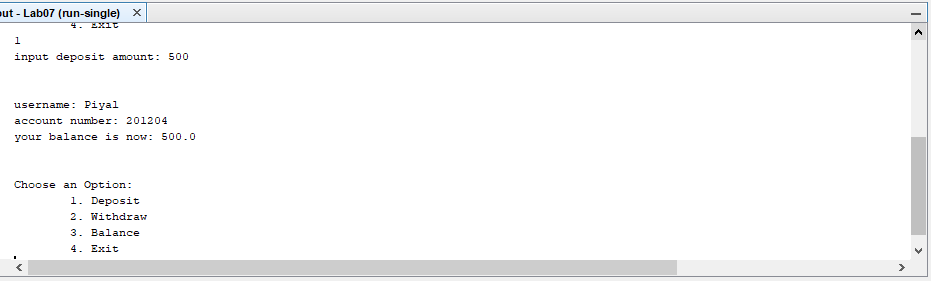 out - Lab07 (run-single) ×
4. Exit
1
input deposit amount: 500
username: Piyal
account number: 201204
your balance is now: 500.0
Choose an Option:
1. Deposit
2. Withdraw
3. Balance
4. Exit